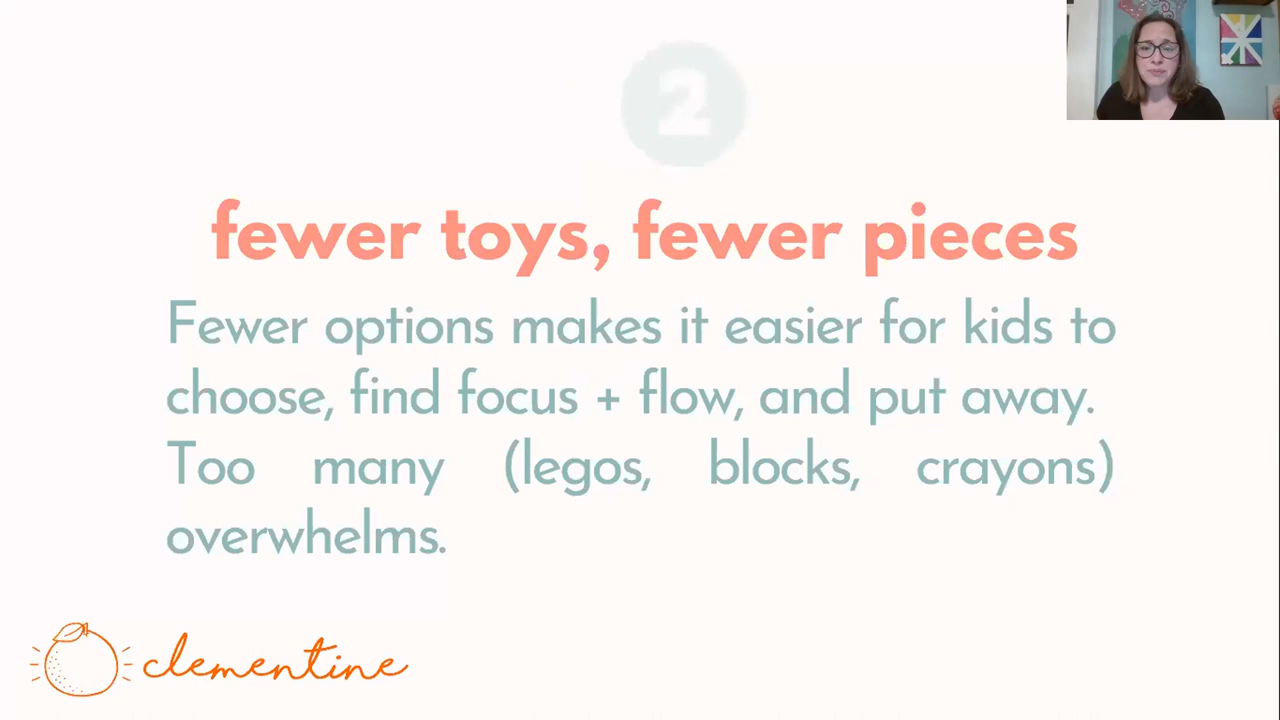 2
fewer toys, fewer pieces
Fewer options makes it easier for kids to
choose, find focus + flow, and put away.
Too many (legos, blocks, crayons)
overwhelms.
clementine